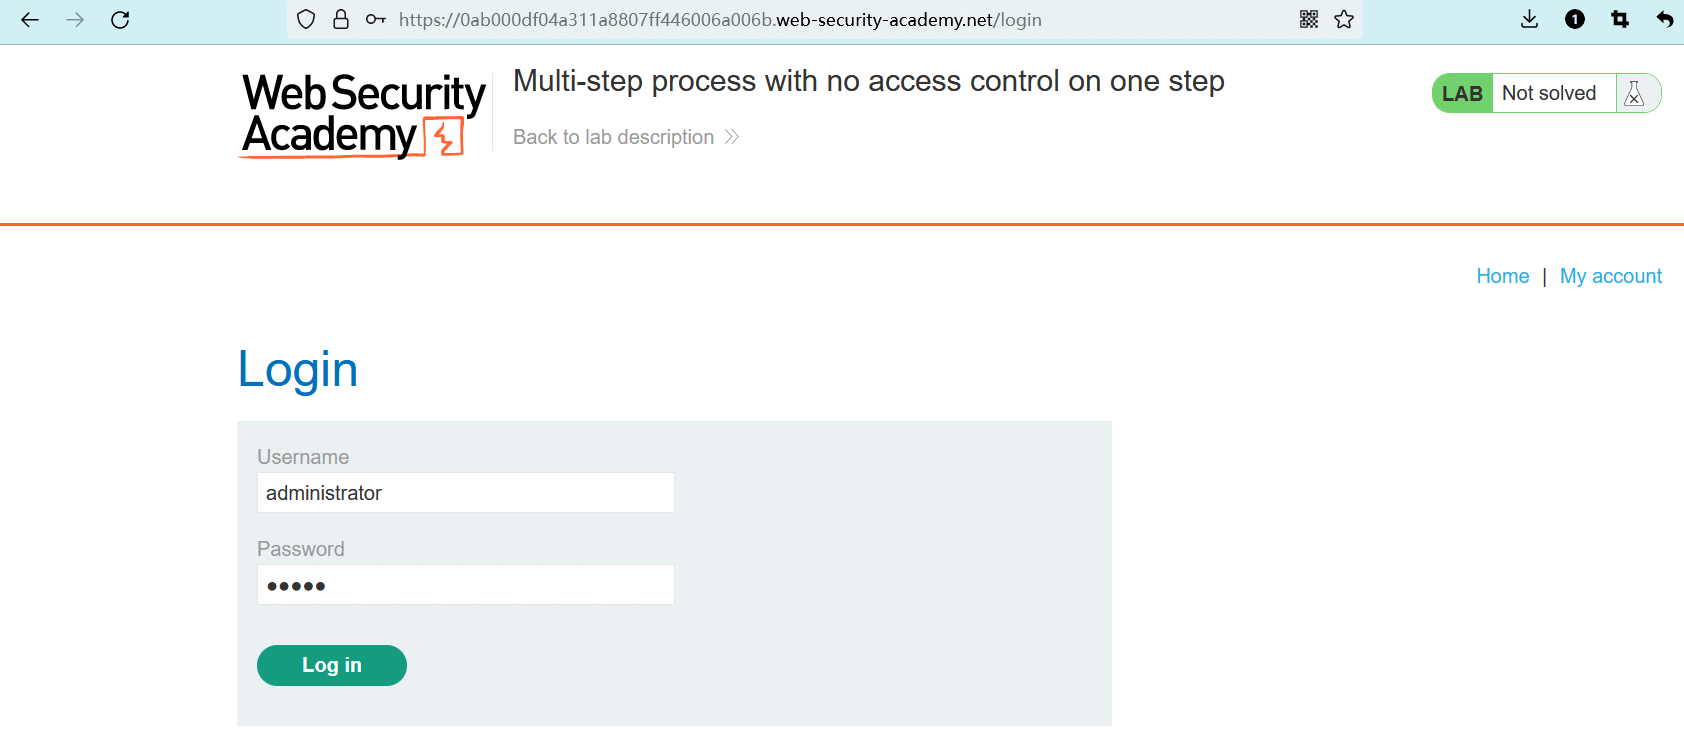 https://0ab000df04a311a8807ff446006a006b.web-security-academy.net/login
1
Web Security
Academy
Multi-step process with no access control on one step
Back to lab description
LAB
Not solved
Home | My account
Login
Username
administrator
Password
•••••
Log in